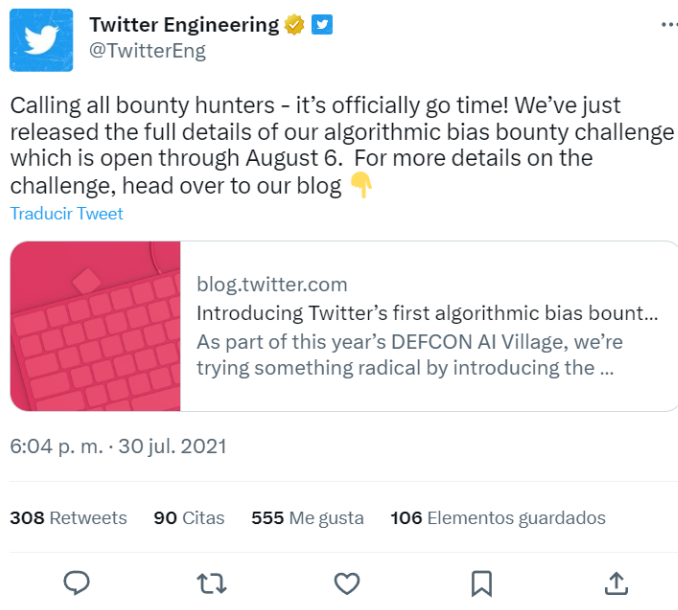 Twitter Engineering
@TwitterEng
Calling all bounty hunters - it’s officially go time! We’ve just
released the full details of our algorithmic bias bounty challenge
which is open through August 6.  For more details on the
challenge, head over to our blog 👇
Traducir Tweet
blog.twitter.com
Introducing Twitter’s first algorithmic bias bount...
As part of this year’s DEFCON AI Village, we’re
trying something radical by introducing the ...
6:04 p. m. · 30 jul. 2021
308 Retweets 90 Citas 555 Me gusta 106 Elementos guardados